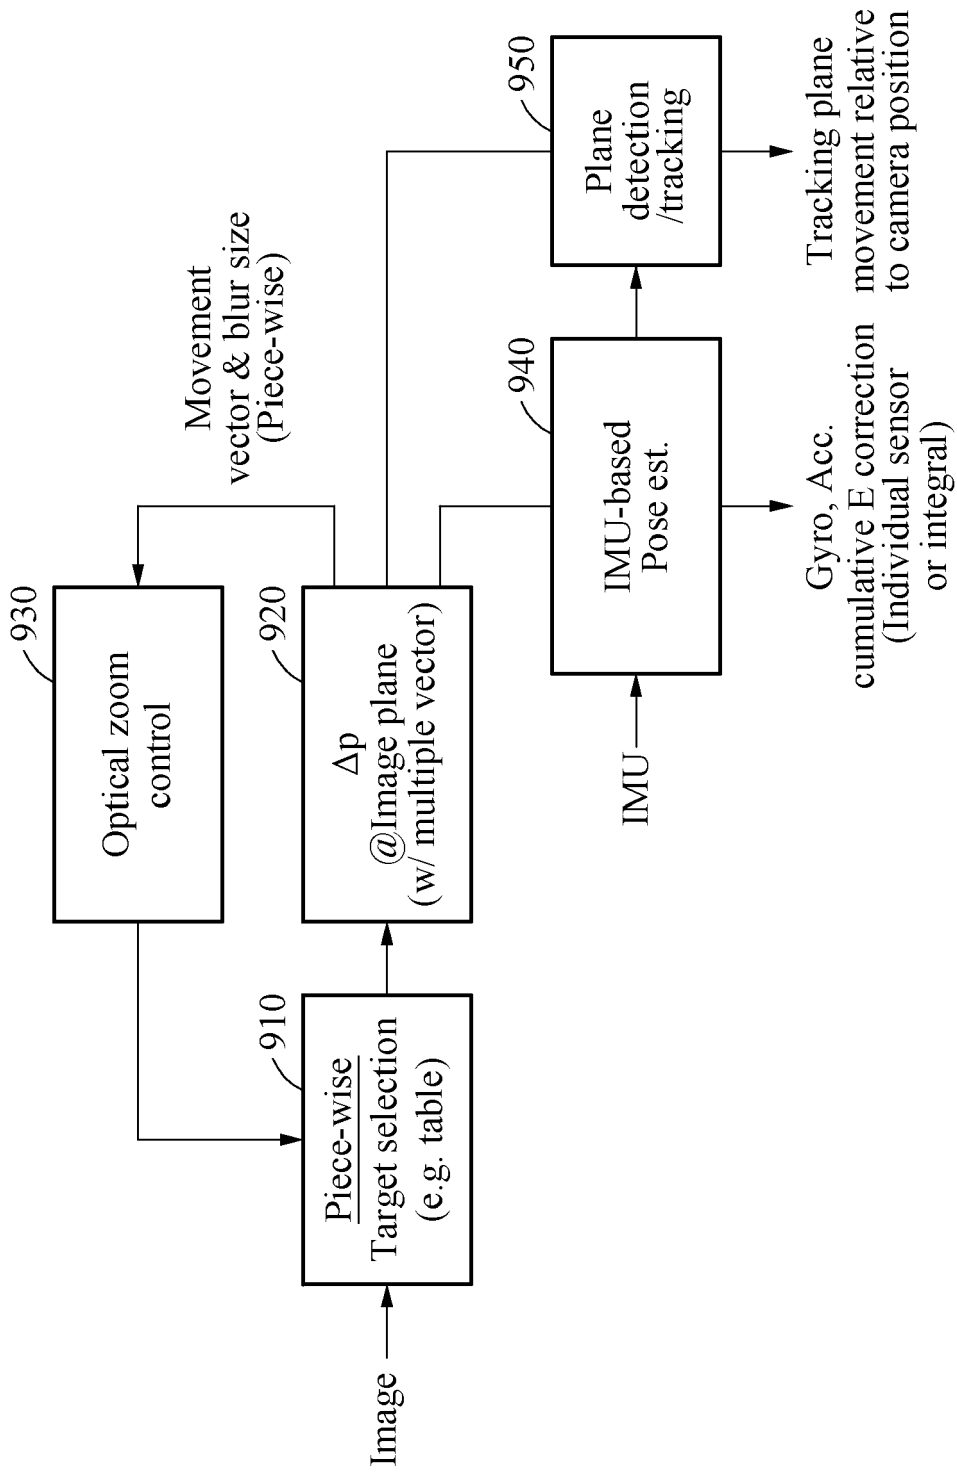 930
Optical zoom
control
Movement
vector & blur size
(Piece-wise)
Image
910
Piece-wise
Target selection
(e.g. table)
920
Δp
@Image plane
(w/ multiple vector)
IMU
940
IMU-based
Pose est.
950
Plane
detection
/tracking
Gyro, Acc.
cumulative E correction
(Individual sensor
or integral)
Tracking plane
movement relative
to camera position